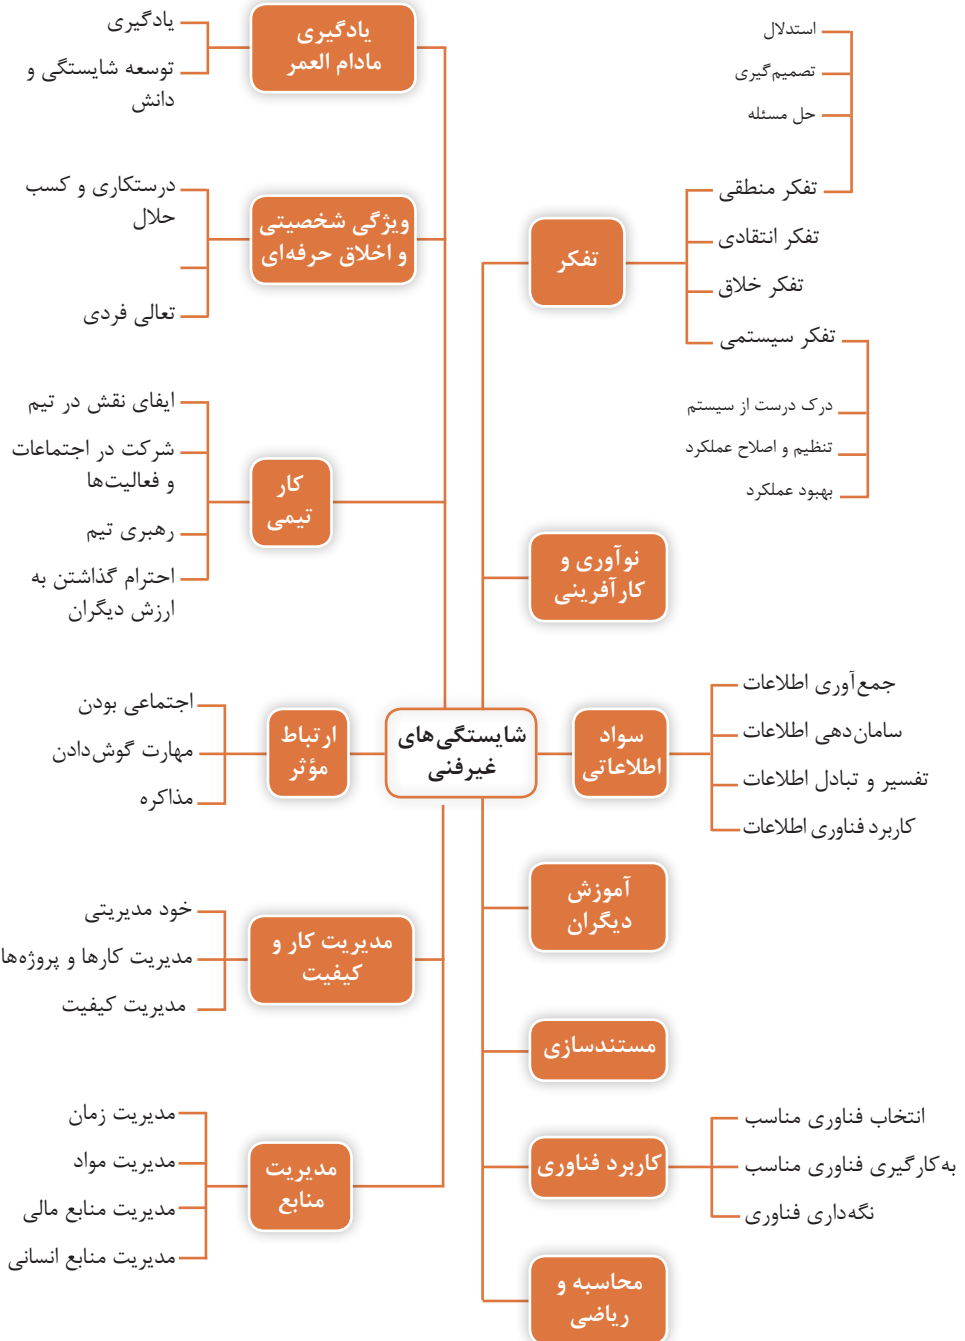 استدلال
تصمیم‌گیری
حل مسئله
تفکر منطقی
تفکر انتقادی
تفکر خلاق
تفکر سیستمی
تفکر
درک درست از سیستم
تنظیم و اصلاح عملکرد
بهبود عملکرد
نوآوری و
کارآفرینی
جمع‌آوری اطلاعات
سامان‌دهی اطلاعات
تفسیر و تبادل اطلاعات
کاربرد فناوری اطلاعات
سواد
اطلاعاتی
آموزش
دیگران
مستندسازی
انتخاب فناوری مناسب
به‌کارگیری فناوری مناسب
نگه‌داری فناوری
کاربرد فناوری
محاسبه و
ریاضی
شایستگی‌های
غیرفنی
یادگیری
مادام العمر
یادگیری
توسعه شایستگی و
دانش
ویژگی شخصیتی
و اخلاق حرفه‌ای
درستکاری و کسب
حلال
تعالی فردی
کار
تیمی
ایفای نقش در تیم
شرکت در اجتماعات
و فعالیت‌ها
رهبری تیم
احترام گذاشتن به
ارزش دیگران
ارتباط
مؤثر
اجتماعی بودن
مهارت گوش‌دادن
مذاکره
مدیریت کار و
کیفیت
خود مدیریتی
مدیریت کارها و پروژه‌ها
مدیریت کیفیت
مدیریت
منابع
مدیریت زمان
مدیریت مواد
مدیریت منابع مالی
مدیریت منابع انسانی